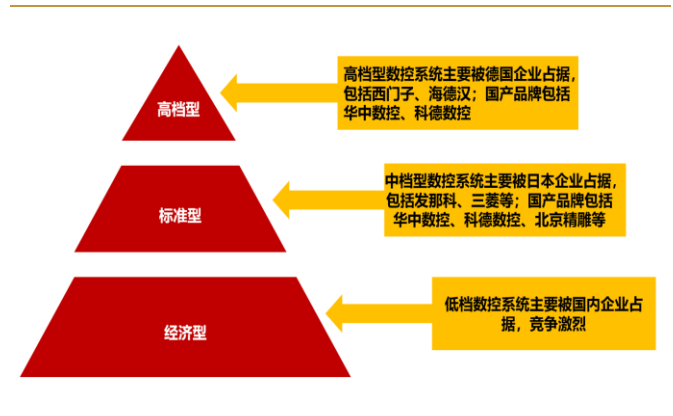 高档型
高档型数控系统主要被德国企业占据，
包括西门子、海德汉；国产品牌包括
华中数控、科德数控
标准型
中档型数控系统主要被日本企业占据，
包括发那科、三菱等；国产品牌包括
华中数控、科德数控、北京精雕等
经济型
低档数控系统主要被国内企业占
据，竞争激烈